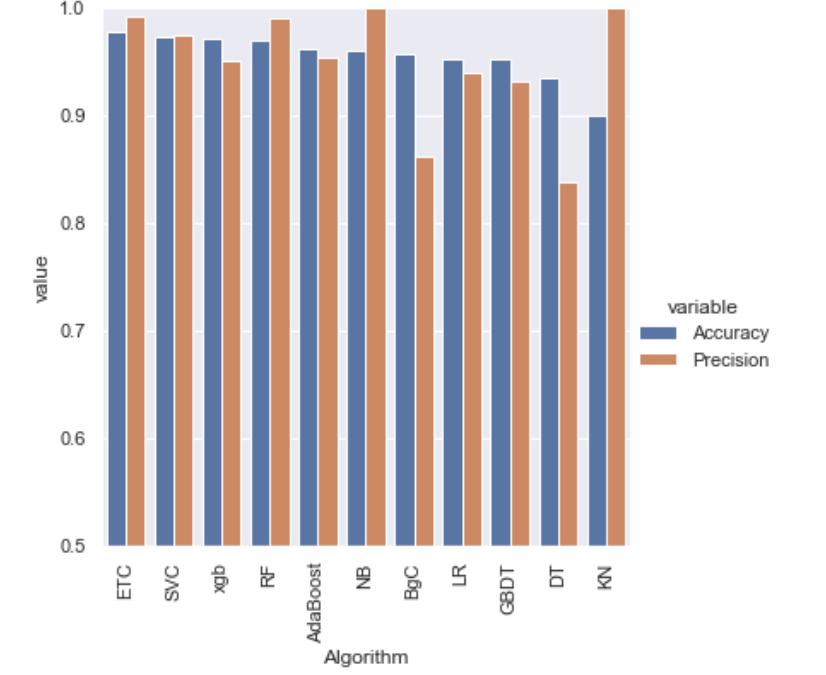 1.0
0.9
0.8
0.7
0.6
0.5
value
ETC
SVC
xgb
RF
AdaBoost
NB
BgC
LR
GBDT
DT
KN
Algorithm
variable
Accuracy
Precision